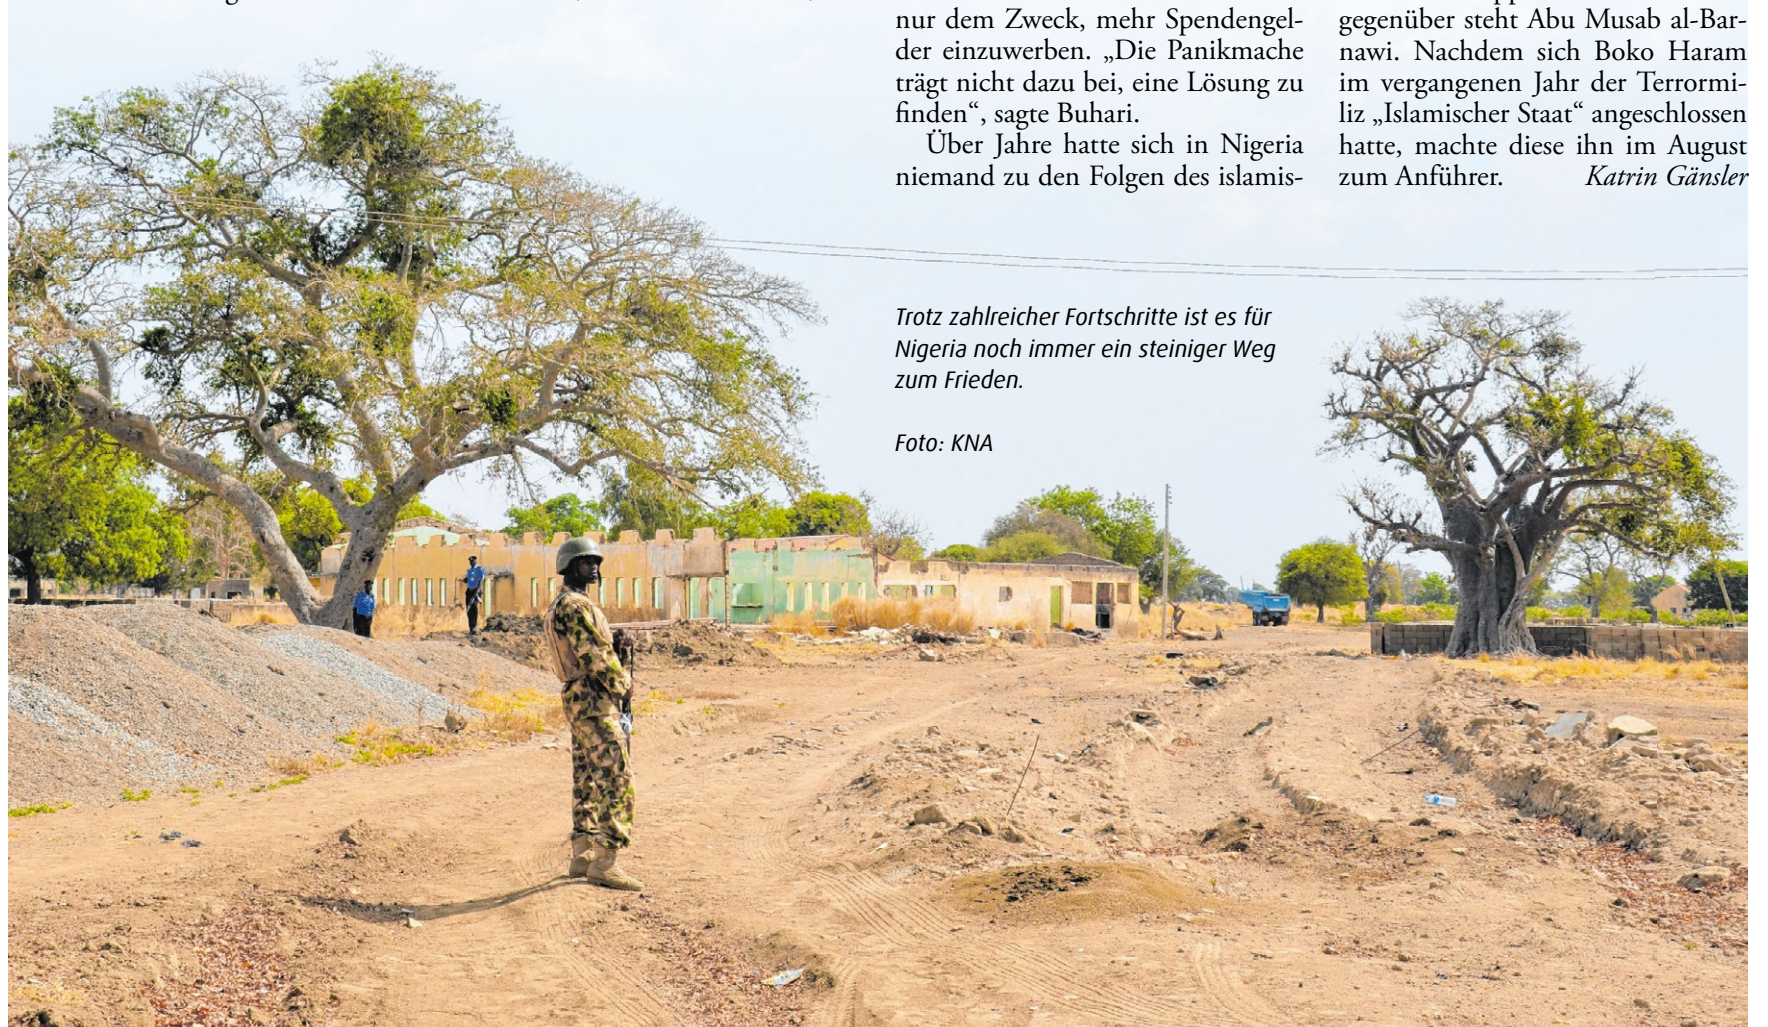 nur dem Zweck, mehr Spendengel-
der einzuwerben. „Die Panikmache
trägt nicht dazu bei, eine Lösung zu
finden“, sagte Buhari.
Über Jahre hatte sich in Nigeria
niemand zu den Folgen des islamis-
gegenüber steht Abu Musab al-Bar-
nawi. Nachdem sich Boko Haram
im vergangenen Jahr der Terrormi-
liz „Islamischer Staat“ angeschlossen
hatte, machte diese ihn im August
zum Anführer. Katrin Gänsler
Trotz zahlreicher Fortschritte ist es für
Nigeria noch immer ein steiniger Weg
zum Frieden.
Foto: KNA